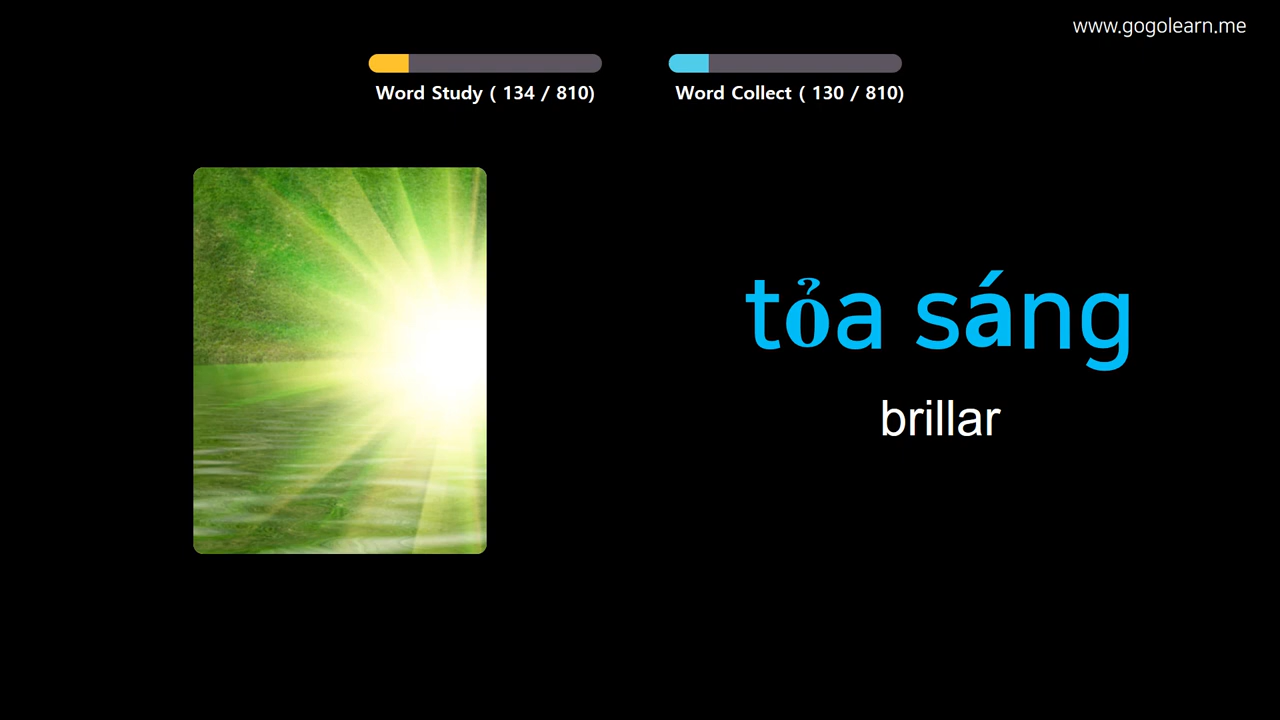 www.gogolearn.me
Word Study ( 134 / 810)
Word Collect ( 130 / 810)
tỏa sáng
brillar